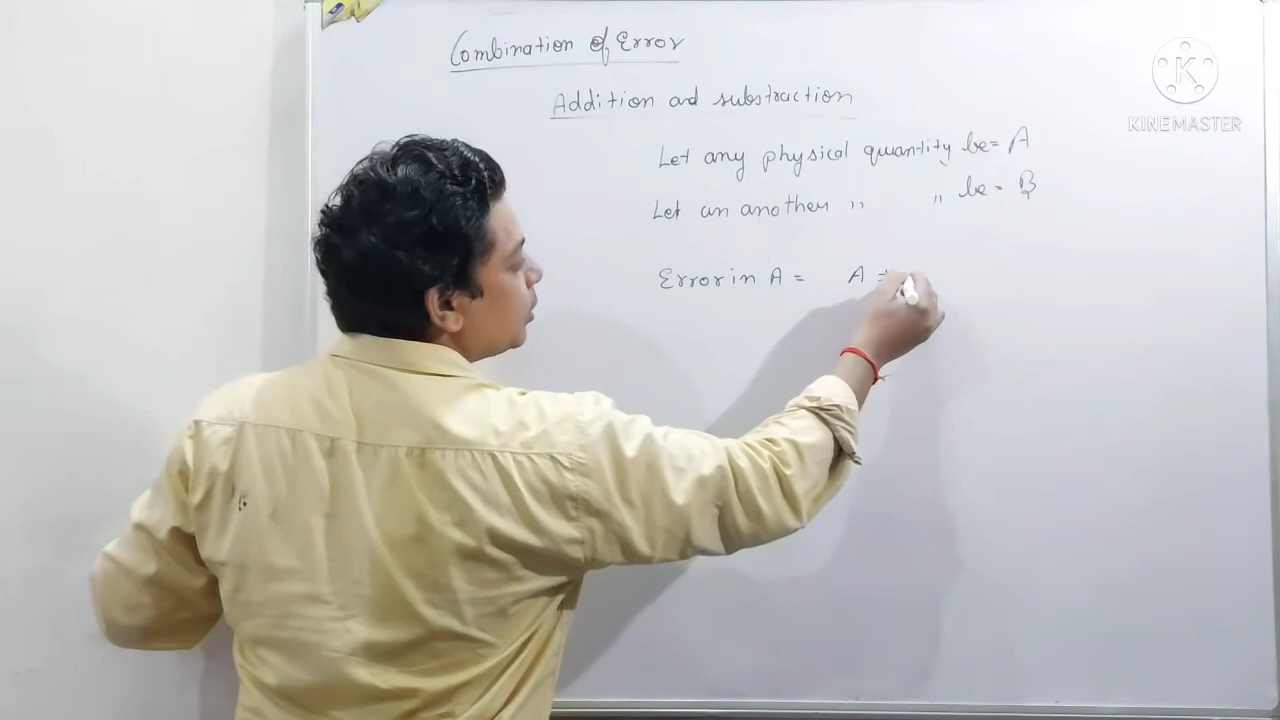 Combination of Error
Addition and substraction
Let any physical quantity be = A
Let an another " " be = B
Error in A = A ±
KINEMASTER